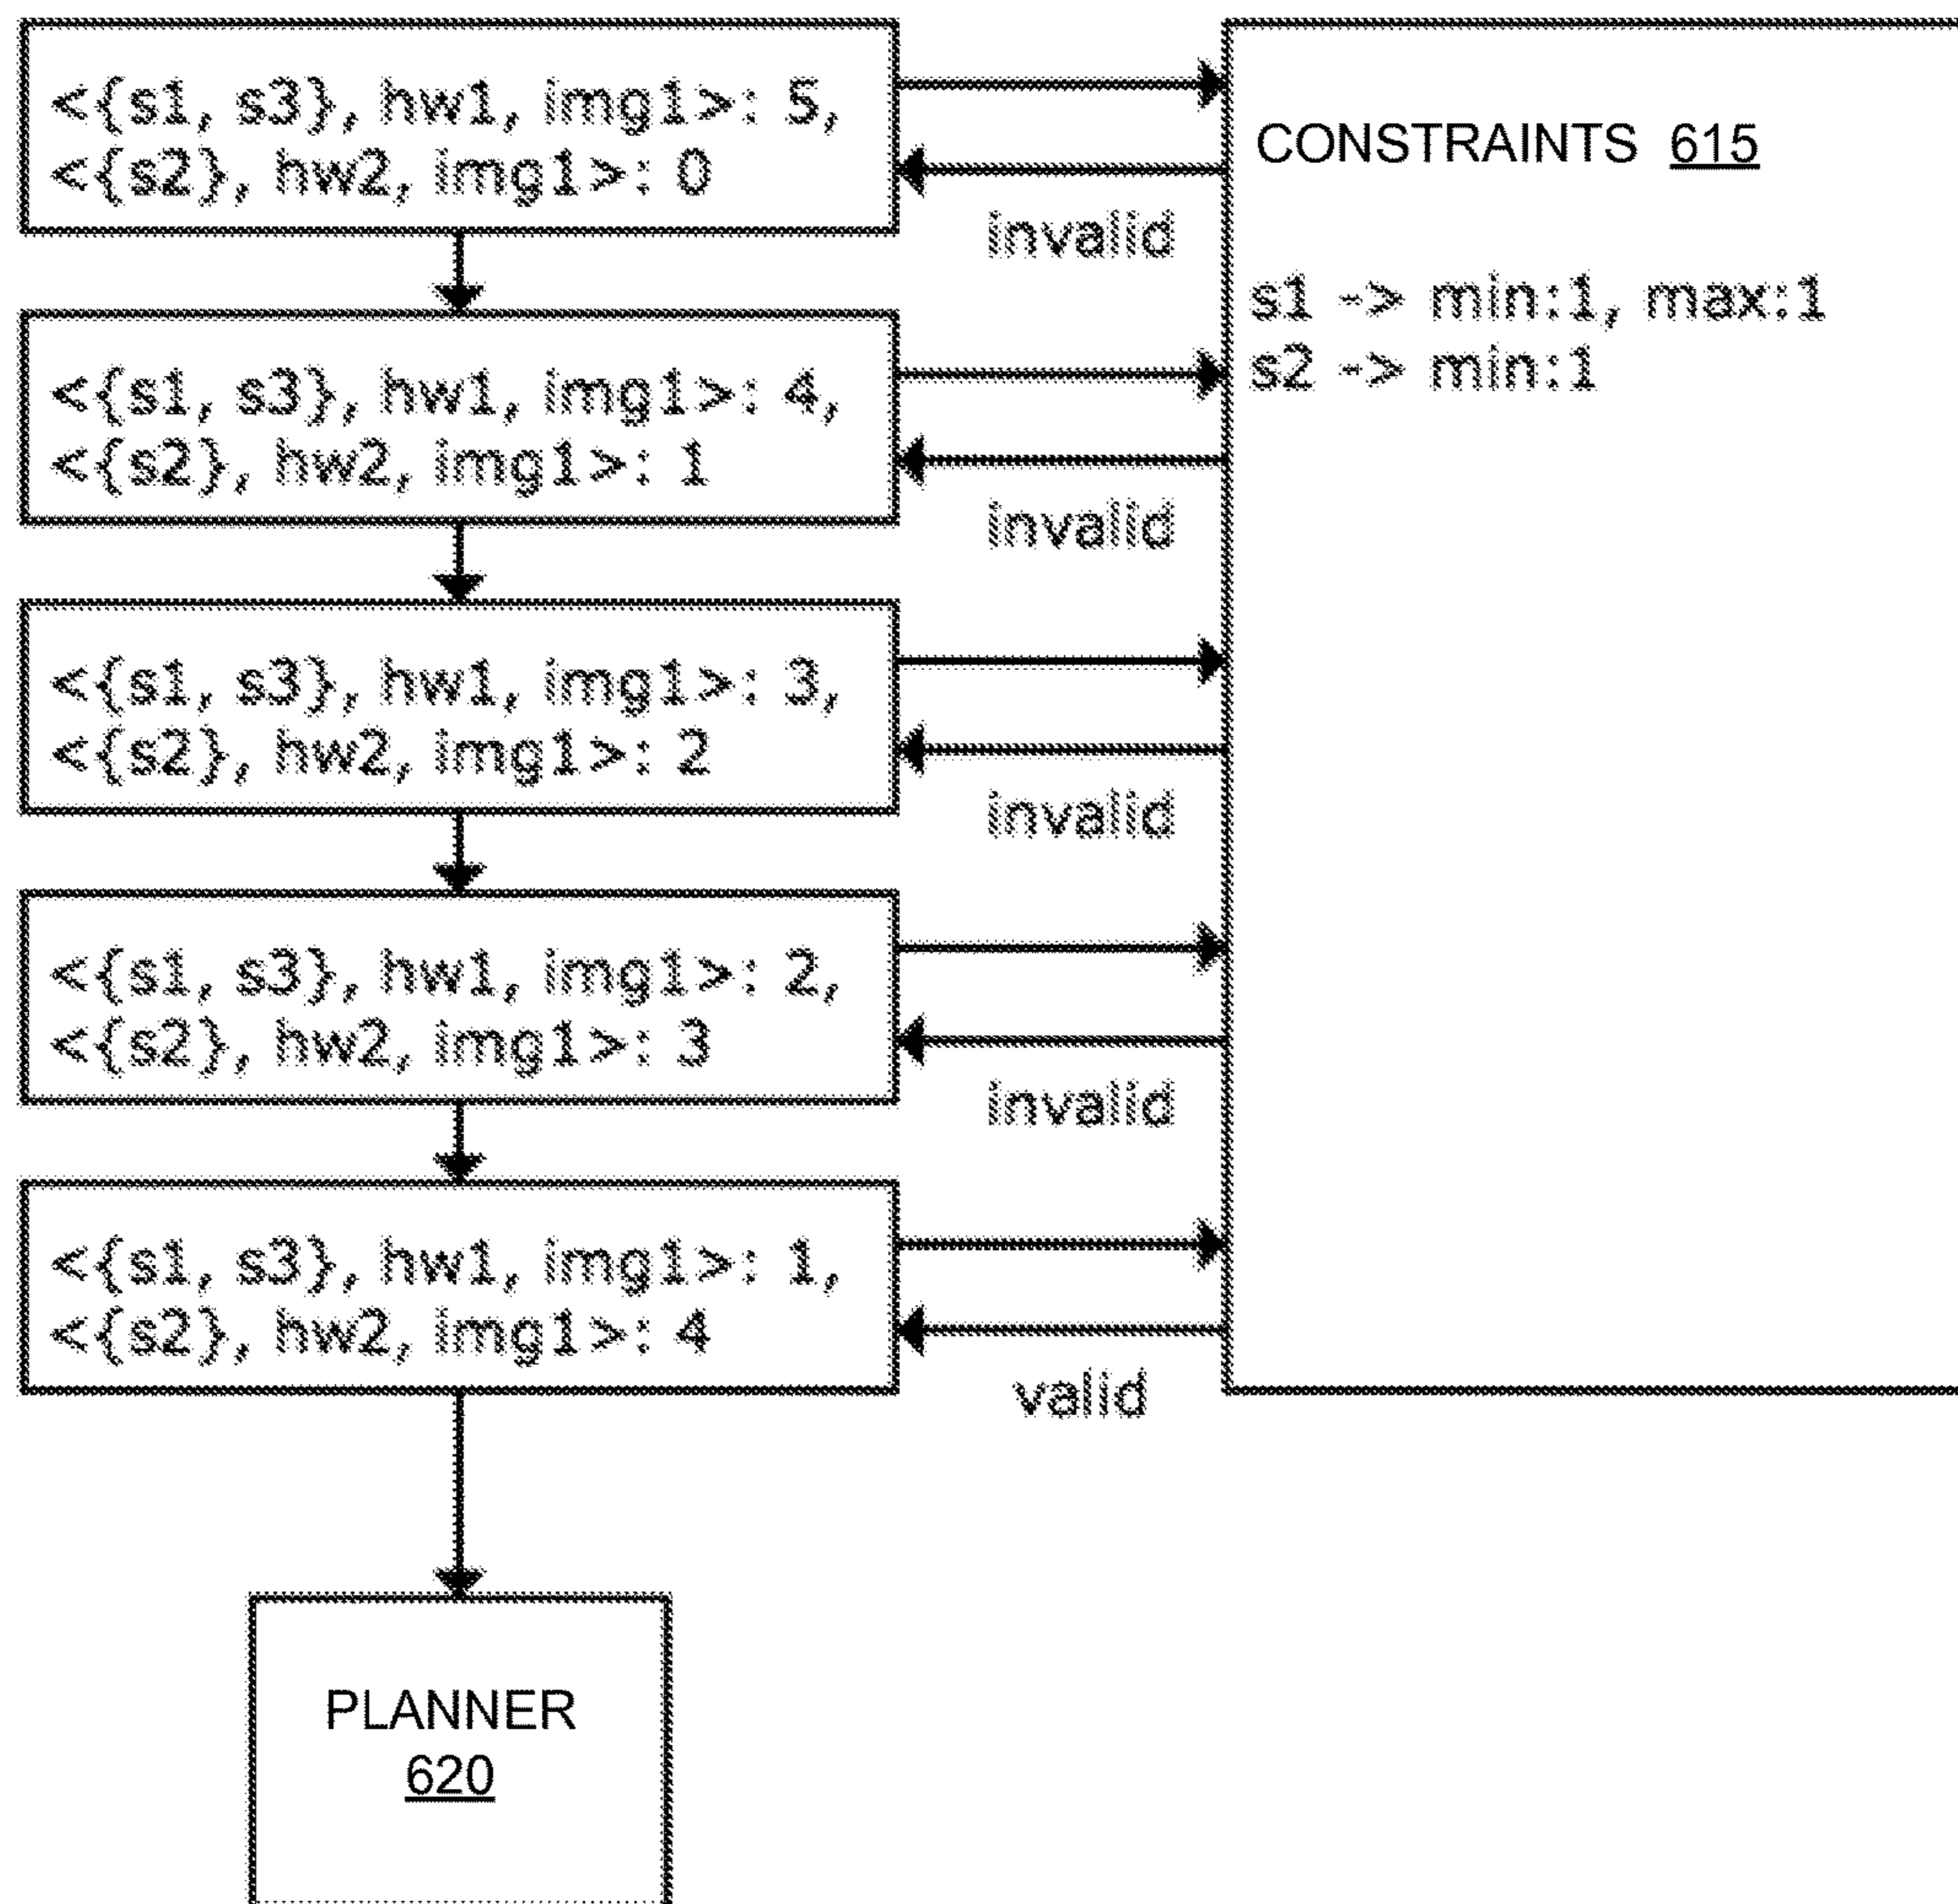 <{s1, s3}, hw1, img1>: 5,
<{s2}, hw2, img1>: 0
invalid
CONSTRAINTS 615
s1 -> min:1, max:1
s2 -> min:1
<{s1, s3}, hw1, img1>: 4,
<{s2}, hw2, img1>: 1
invalid
<{s1, s3}, hw1, img1>: 3,
<{s2}, hw2, img1>: 2
invalid
<{s1, s3}, hw1, img1>: 2,
<{s2}, hw2, img1>: 3
invalid
<{s1, s3}, hw1, img1>: 1,
<{s2}, hw2, img1>: 4
valid
PLANNER
620